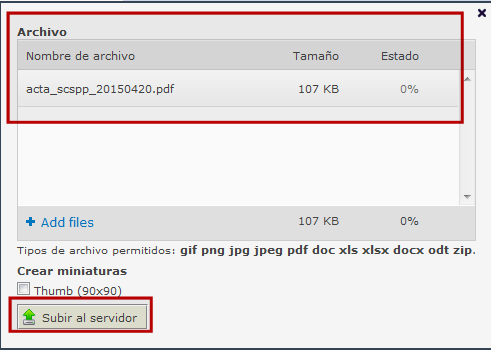 Archivo
Nombre de archivo Tamaño Estado
acta_scspp_20150420.pdf 107 KB 0%
Add files 107 KB 0%
Tipos de archivo permitidos: gif png jpg jpeg pdf doc xls xlsx docx odt zip.
Crear miniaturas
Thumb (90x90)
Subir al servidor